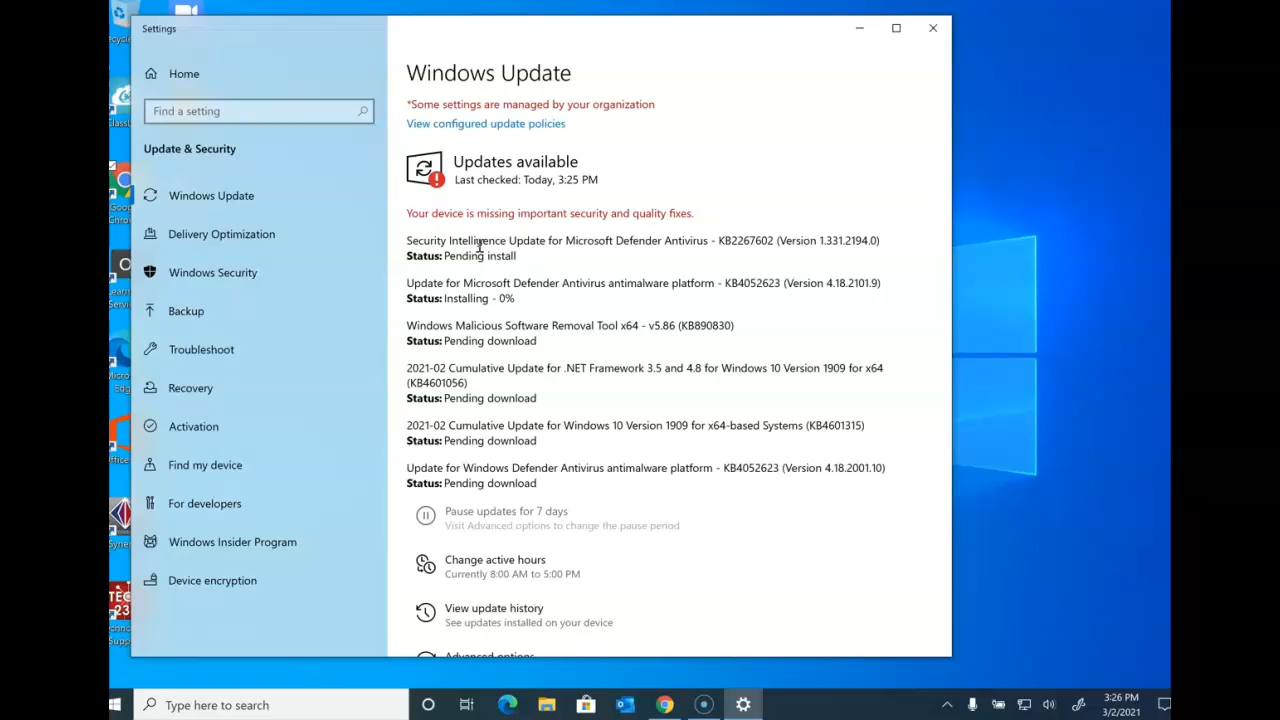 Settings
Home
Find a setting
Update & Security
Windows Update
Delivery Optimization
Windows Security
Backup
Troubleshoot
Recovery
Activation
Find my device
For developers
Windows Insider Program
Device encryption
Windows Update
*Some settings are managed by your organization
View configured update policies
Updates available
Last checked: Today, 3:25 PM
Your device is missing important security and quality fixes.
Security Intelligence Update for Microsoft Defender Antivirus - KB2267602 (Version 1.331.2194.0)
Status: Pending install
Update for Microsoft Defender Antivirus antimalware platform - KB4052623 (Version 4.18.2101.9)
Status: Installing - 0%
Windows Malicious Software Removal Tool x64 - v5.86 (KB890830)
Status: Pending download
2021-02 Cumulative Update for .NET Framework 3.5 and 4.8 for Windows 10 Version 1909 for x64
(KB4601056)
Status: Pending download
2021-02 Cumulative Update for Windows 10 Version 1909 for x64-based Systems (KB4601315)
Status: Pending download
Update for Windows Defender Antivirus antimalware platform - KB4052623 (Version 4.18.2001.10)
Status: Pending download
Pause updates for 7 days
Visit Advanced options to change the pause period
Change active hours
Currently 8:00 AM to 5:00 PM
View update history
See updates installed on your device
Advanced options
Type here to search
3:26 PM
3/2/2021